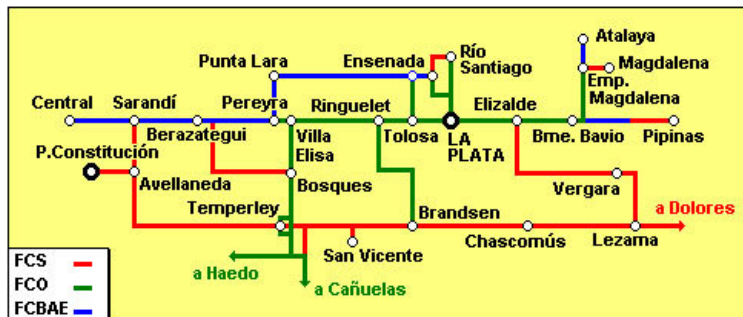 Atalaya
Punta Lara
Ensenada
Río
Santiago
Magdalena
Emp.
Magdalena
Central
Sarandí
Pereyra
Ringuelet
Elizalde
Berazategui
Villa
Elisa
Tolosa
LA
PLATA
Bme. Bavio
Pipinas
P.Constitución
Avellaneda
Bosques
Vergara
Temperley
Brandsen
a Dolores
San Vicente
Chascomús
Lezama
a Haedo
a Cañuelas
FCS
FCO
FCBAE